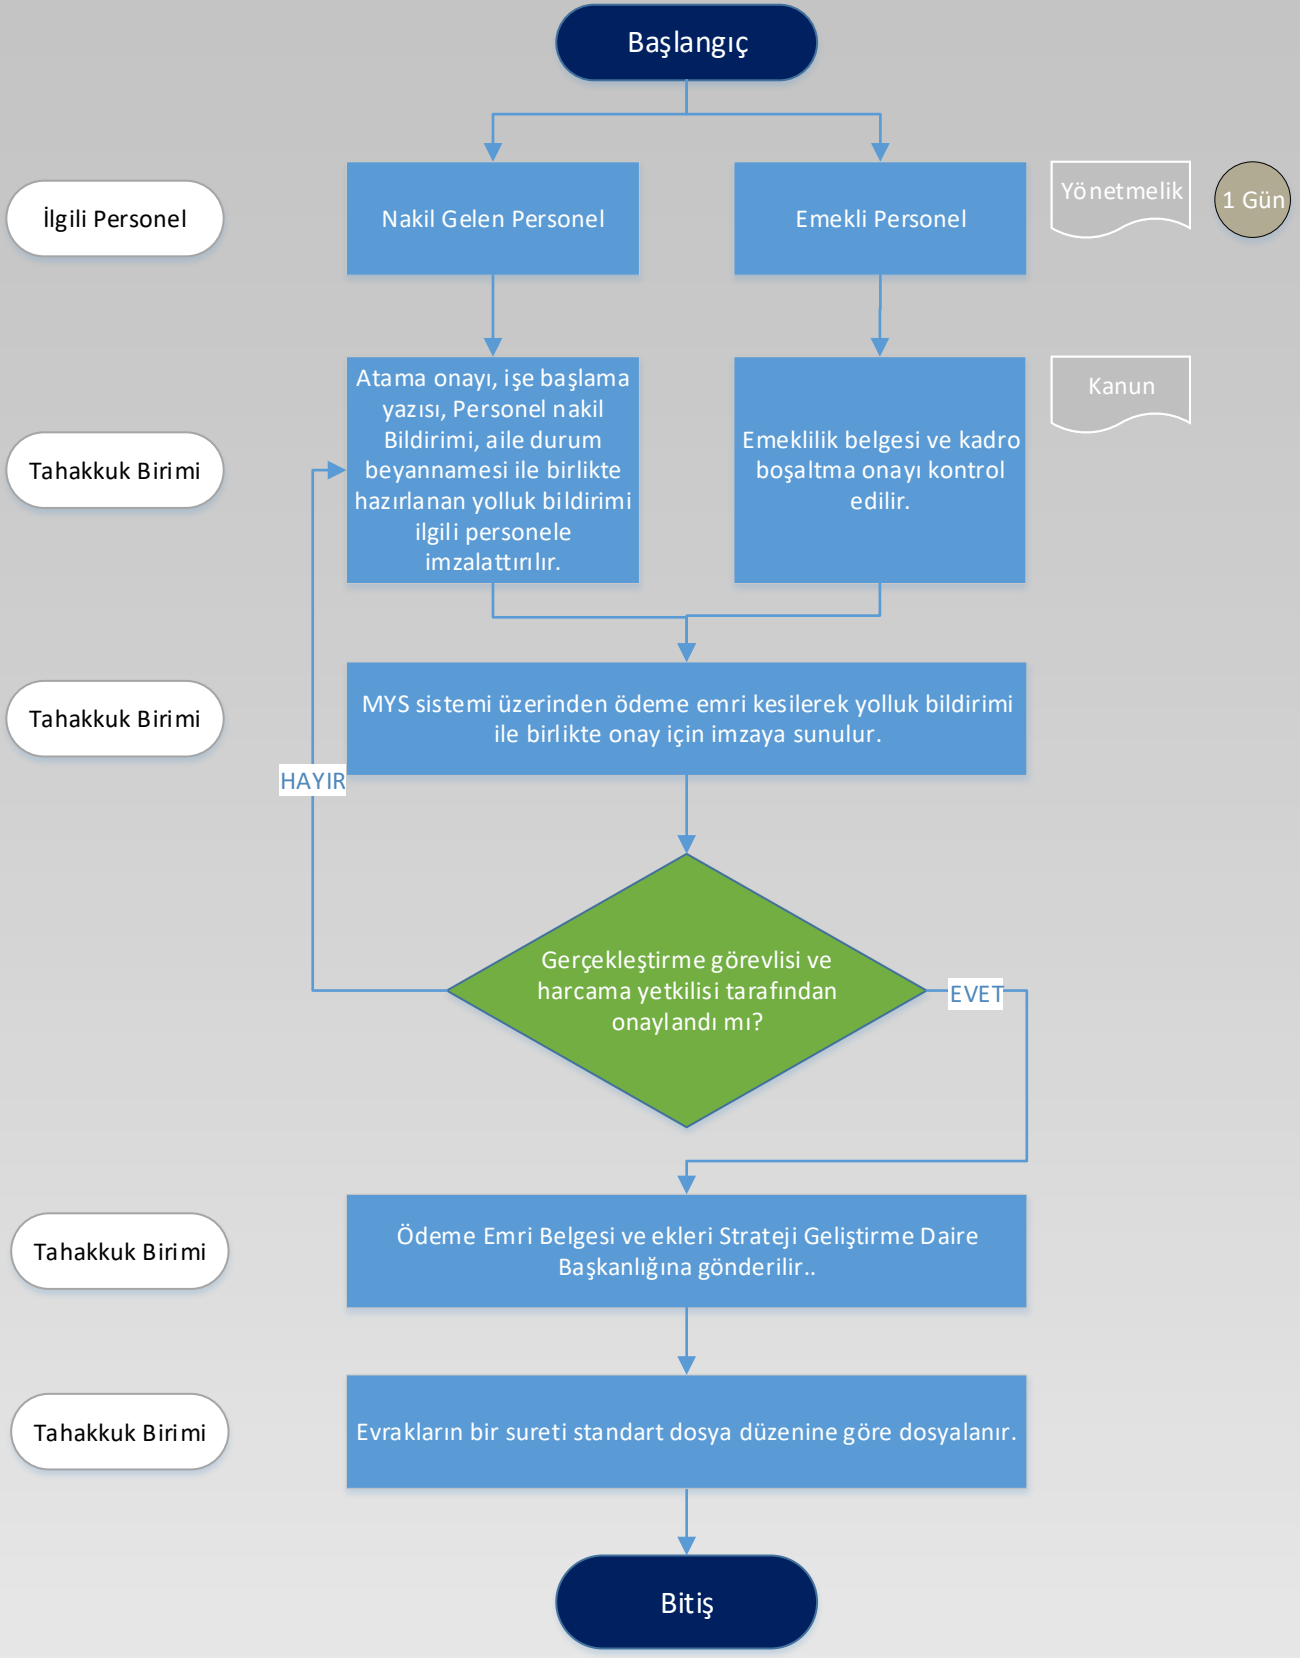 Başlangıç
İlgili Personel
Nakil Gelen Personel
Emekli Personel
Yönetmelik
1 Gün
Tahakkuk Birimi
Atama onayı, işe başlama
yazısı, Personel nakil
Bildirimi, aile durum
beyannamesi ile birlikte
hazırlanan yolluk bildirimi
ilgili personele
imzalattırılır.
Emeklilik belgesi ve kadro
boşaltma onayı kontrol
edilir.
Kanun
Tahakkuk Birimi
MYS sistemi üzerinden ödeme emri kesilerek yolluk bildirimi
ile birlikte onay için imzaya sunulur.
HAYIR
Gerçekleştirme görevlisi ve
harcama yetkilisi tarafından
onaylandı mı?
EVET
Tahakkuk Birimi
Ödeme Emri Belgesi ve ekleri Strateji Geliştirme Daire
Başkanlığına gönderilir..
Tahakkuk Birimi
Evrakların bir sureti standart dosya düzenine göre dosyalanır.
Bitiş